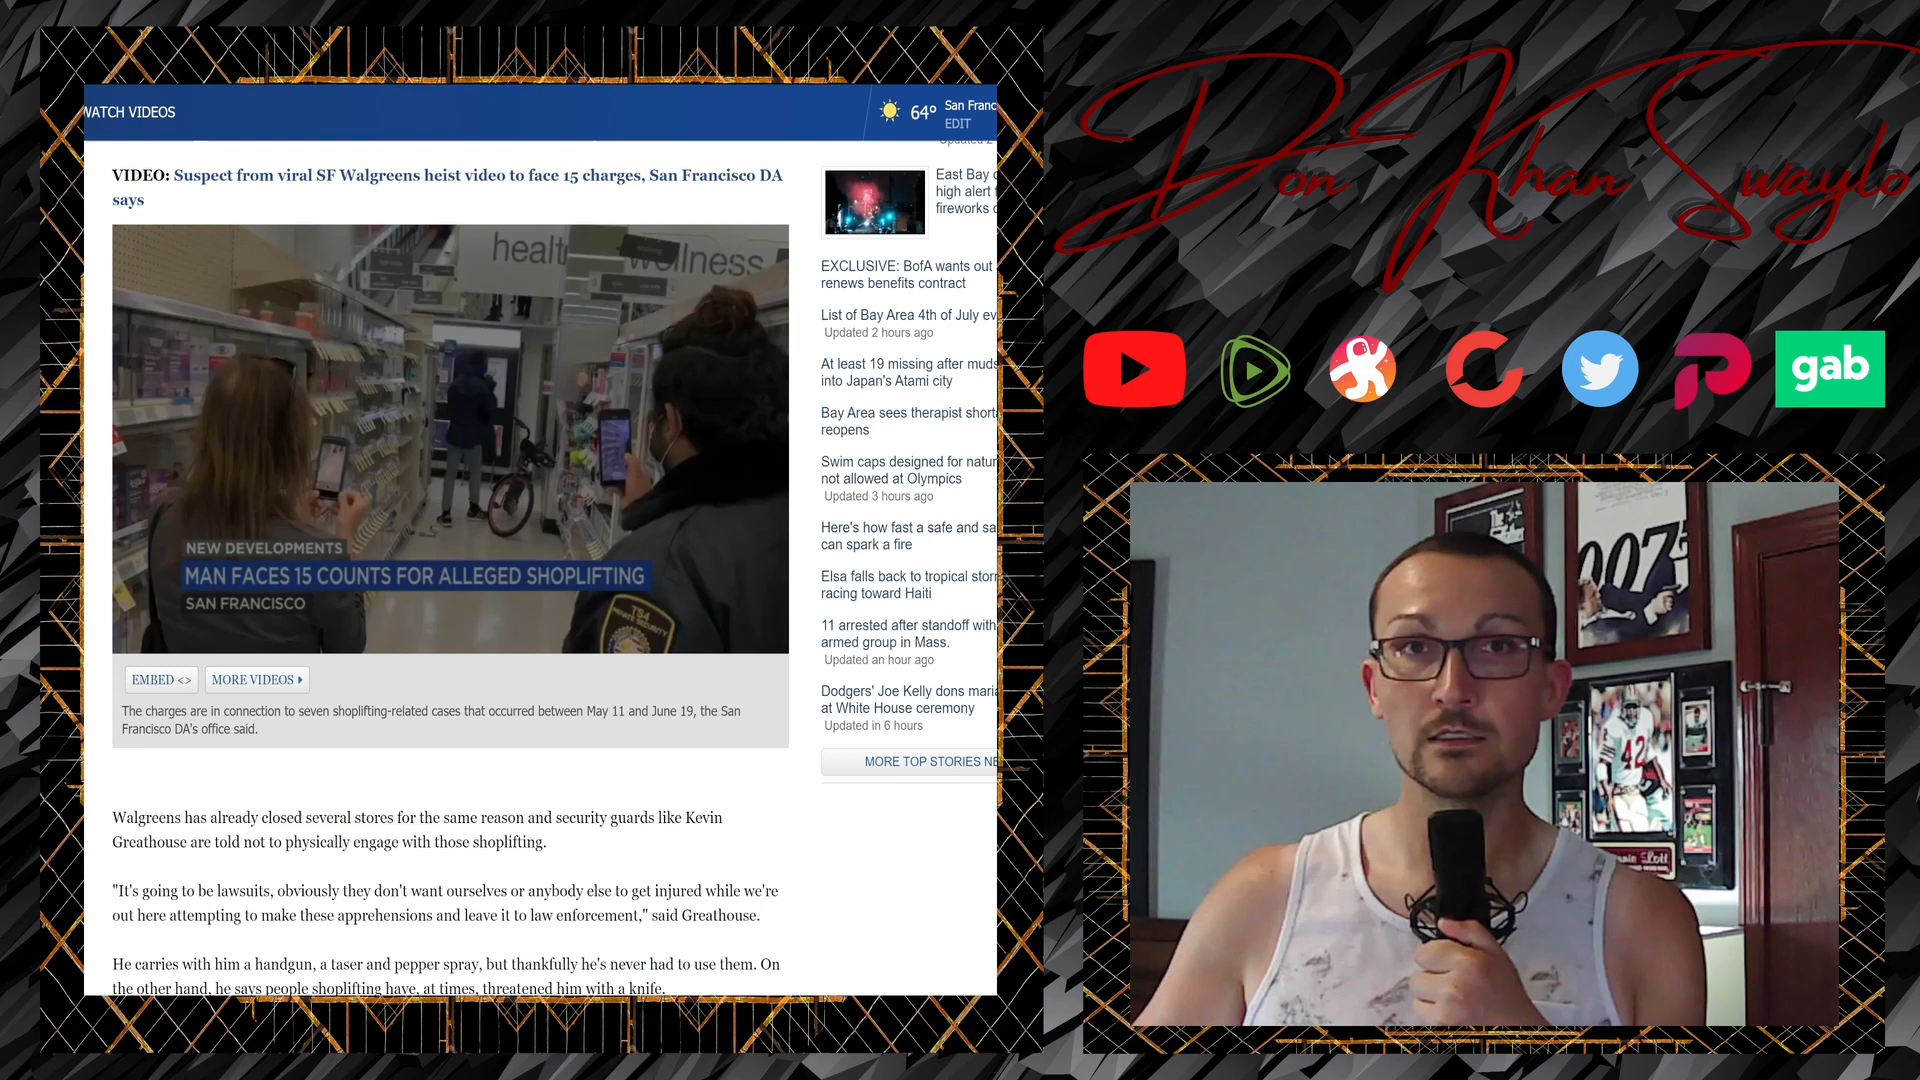 WATCH VIDEOS
64°
San Franc
EDIT
VIDEO: Suspect from viral SF Walgreens heist video to face 15 charges, San Francisco DA
says
health
wellness
NEW DEVELOPMENTS
MAN FACES 15 COUNTS FOR ALLEGED SHOPLIFTING
SAN FRANCISCO
EMBED <>
MORE VIDEOS
The charges are in connection to seven shoplifting-related cases that occurred between May 11 and June 19, the San
Francisco DA's office said.
Walgreens has already closed several stores for the same reason and security guards like Kevin
Greathouse are told not to physically engage with those shoplifting.
"It's going to be lawsuits, obviously they don't want ourselves or anybody else to get injured while we're
out here attempting to make these apprehensions and leave it to law enforcement," said Greathouse.
He carries with him a handgun, a taser and pepper spray, but thankfully he's never had to use them. On
the other hand, he says people shoplifting have, at times, threatened him with a knife.
East Bay
high alert
fireworks
EXCLUSIVE: BofA wants out
renews benefits contract
List of Bay Area 4th of July ev
Updated 2 hours ago
At least 19 missing after muds
into Japan's Atami city
Bay Area sees therapist shorta
reopens
Swim caps designed for natur
not allowed at Olympics
Updated 3 hours ago
Here's how fast a safe and sa
can spark a fire
Elsa falls back to tropical storm
racing toward Haiti
11 arrested after standoff with
armed group in Mass.
Updated an hour ago
Dodgers' Joe Kelly dons maria
at White House ceremony
Updated in 6 hours
MORE TOP STORIES NE
Don Khan Swaylo
gab
007
42